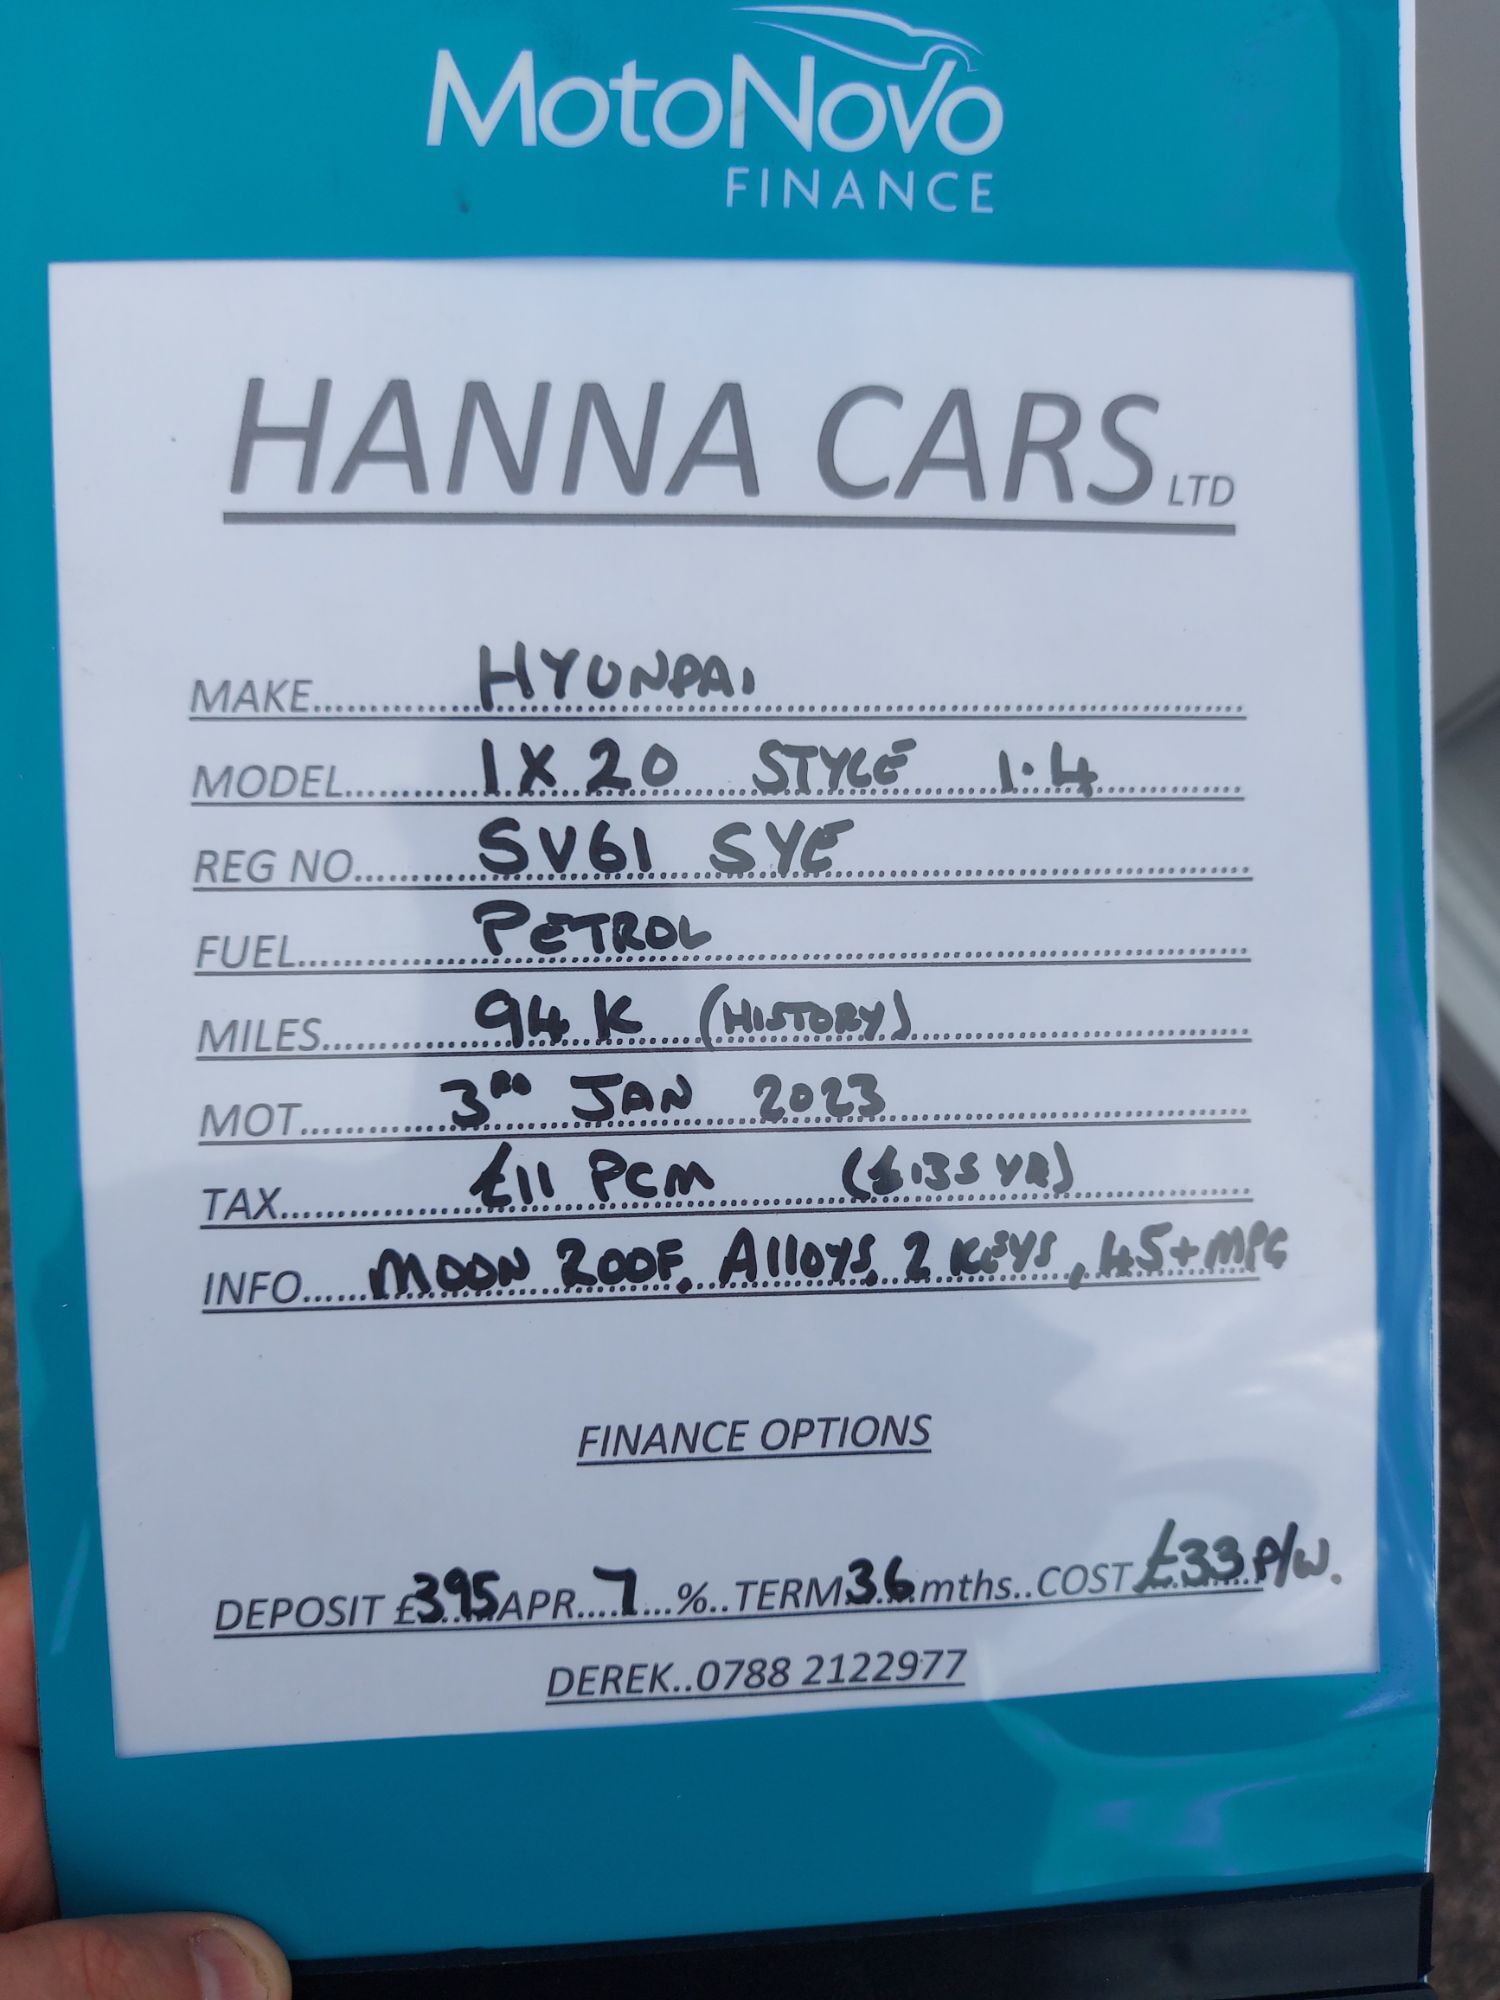 MotoNovo
FINANCE
HANNA CARS LTD
MAKE.......... HYUNDAI
MODEL.......... IX20 STYLE 1.4
REG NO.......... SV61 SYE
FUEL.......... PETROL
MILES.......... 94K (HISTORY)
MOT.......... 3RD JAN 2023
TAX.......... £11 PCM (£135 YR)
INFO...... MOON ROOF, Alloys, 2 KEYS, 45+MPG
FINANCE OPTIONS
DEPOSIT £395 APR....7...%..TERM 36 mths..COST £33 P/W.
DEREK..0788 2122977